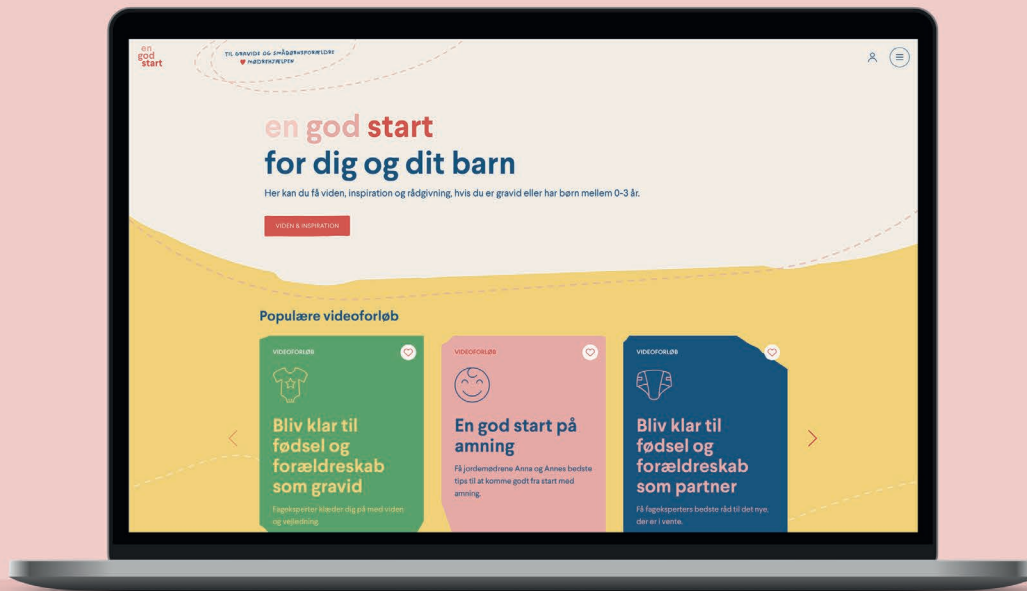 en
god
start
TIL GRAVIDE OG SMÅBØRNSFORÆLDRE
MØDREHJÆLPEN
en god start
for dig og dit barn
Her kan du få viden, inspiration og rådgivning, hvis du er gravid eller har børn mellem 0-3 år.
VIDEN & INSPIRATION
Populære videoforløb
VIDEOFORLØB
Bliv klar til
fødsel og
forældreskab
som gravid
Fageksperter klæder dig på med viden
og vejledning.
VIDEOFORLØB
En god start på
amning
Få jordemødrene Anna og Annes bedste
tips til at komme godt fra start med
amning.
VIDEOFORLØB
Bliv klar til
fødsel og
forældreskab
som partner
Få fageksperters bedste råd til det nye,
der er i vente.